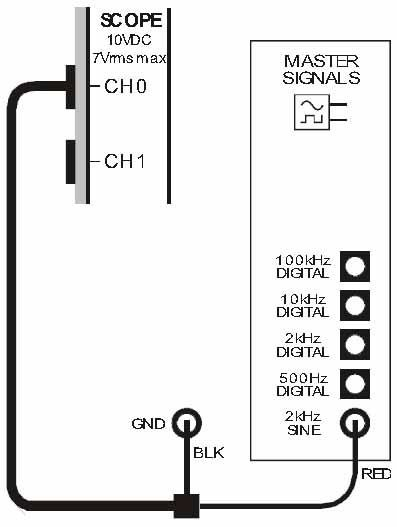 SCOPE
10VDC
7Vrms max
CH0
CH1
MASTER
SIGNALS
100kHz
DIGITAL
10kHz
DIGITAL
2kHz
DIGITAL
500Hz
DIGITAL
2kHz
SINE
GND
BLK
RED